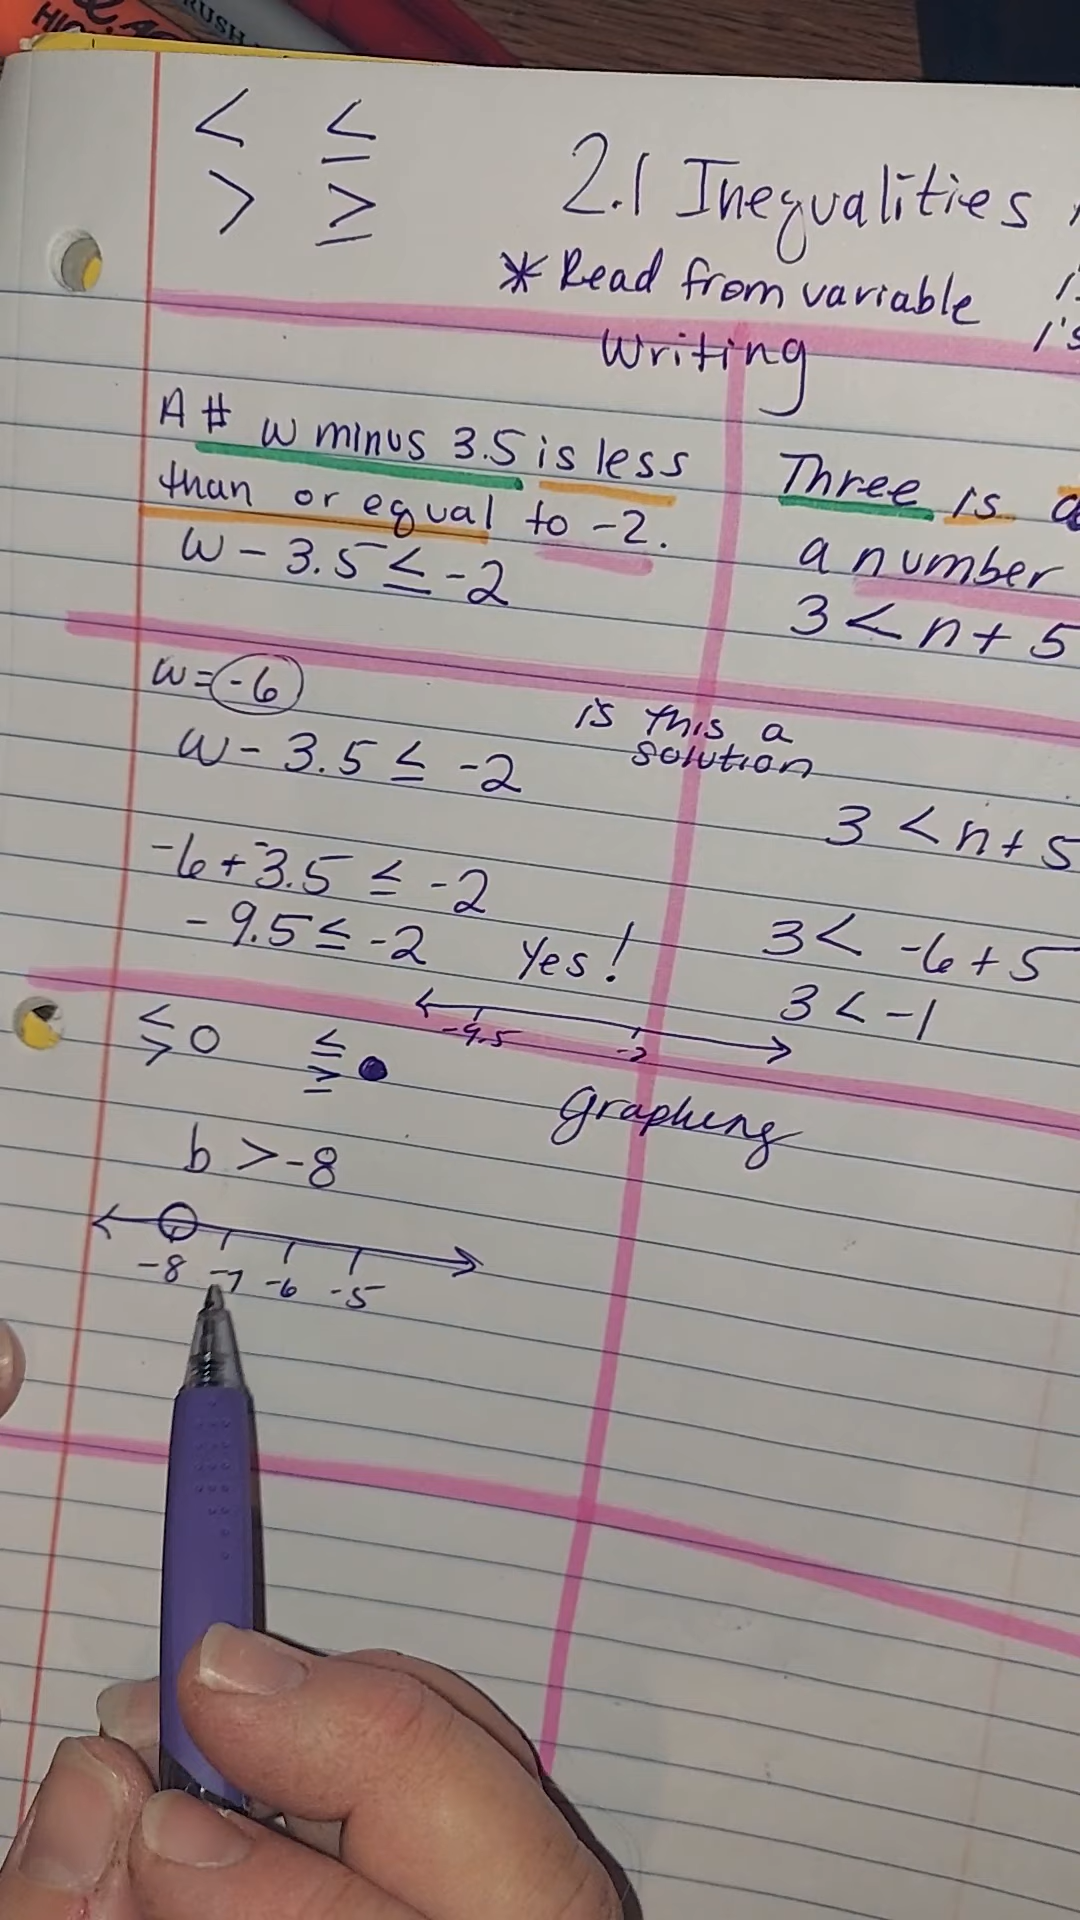 HIG
RUSH
< ≤
> ≥
2.1 Inequalities
* Read from variable
Writing
A # w minus 3.5 is less
than or equal to -2.
w - 3.5 ≤ -2
Three is
a number
3 < n + 5
w = -6
is this a
solution
w - 3.5 ≤ -2
3 < n + 5
-6 + -3.5 ≤ -2
-9.5 ≤ -2 Yes!
3 < -6 + 5
3 < -1
-9.5 -2
< ≤
> ○ ≥ ●
Graphing
b > -8
-8 -7 -6 -5